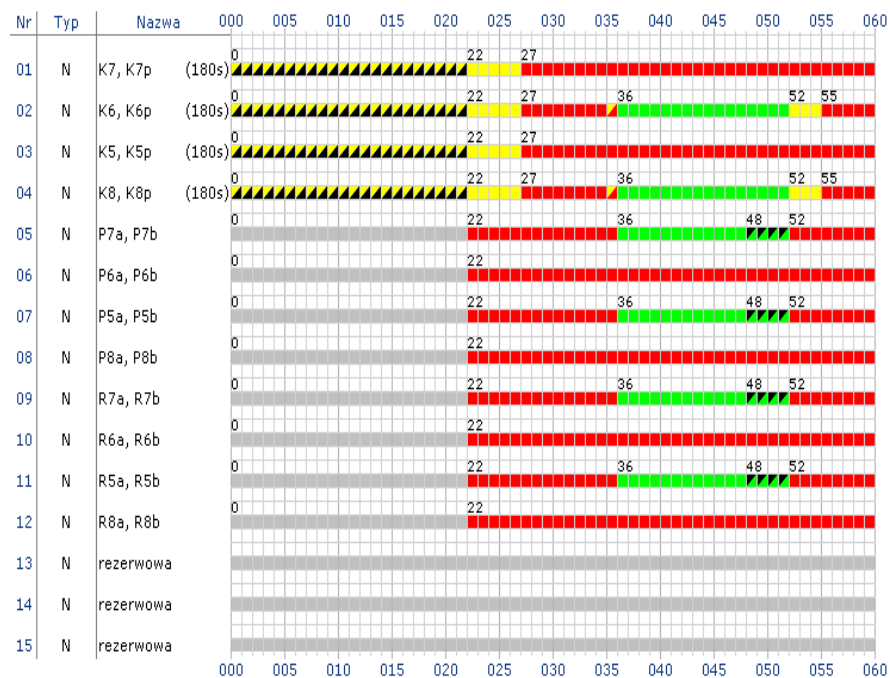 Nr Typ Nazwa 000 005 010 015 020 025 030 035 040 045 050 055 060
0 22 27
01 N K7, K7p (180s)
0 22 27 36 52 55
02 N K6, K6p (180s)
0 22 27
03 N K5, K5p (180s)
0 22 27 36 52 55
04 N K8, K8p (180s)
0 22 36 48 52
05 N P7a, P7b
0 22
06 N P6a, P6b
0 22 36 48 52
07 N P5a, P5b
0 22
08 N P8a, P8b
0 22 36 48 52
09 N R7a, R7b
0 22
10 N R6a, R6b
0 22 36 48 52
11 N R5a, R5b
0 22
12 N R8a, R8b
13 N rezerwowa
14 N rezerwowa
15 N rezerwowa
000 005 010 015 020 025 030 035 040 045 050 055 060